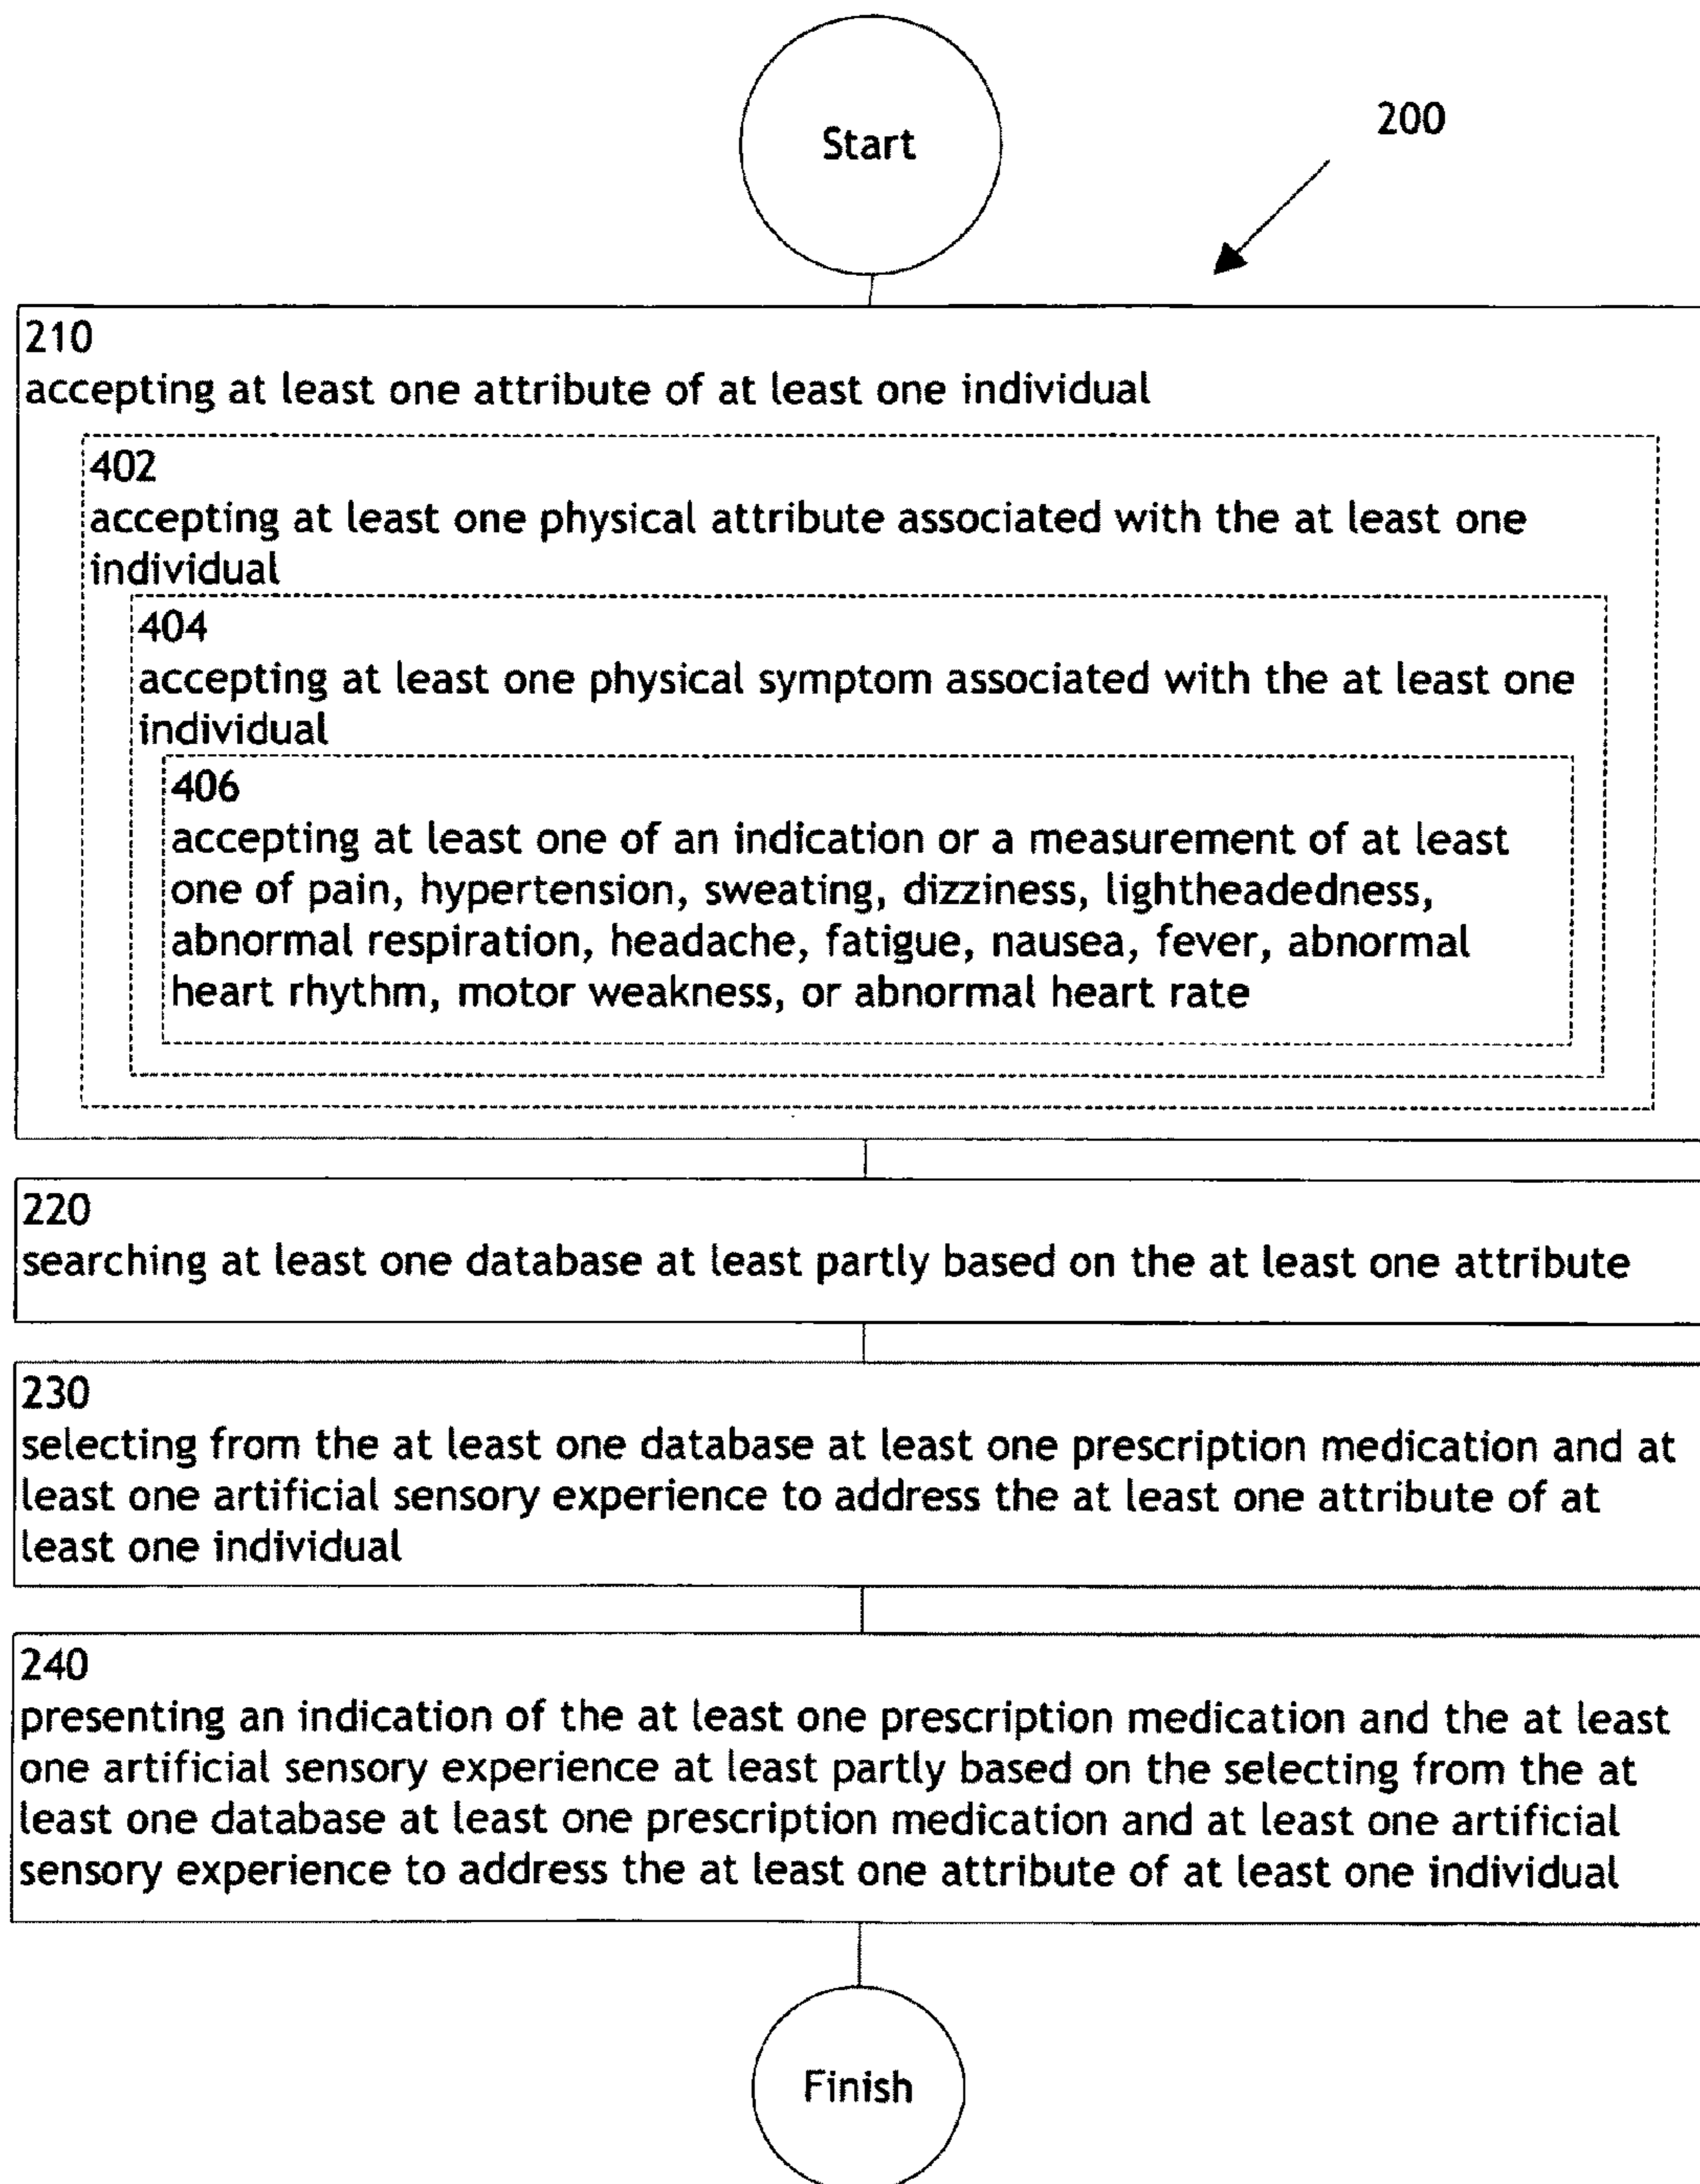 Start
200
210
accepting at least one attribute of at least one individual
402
accepting at least one physical attribute associated with the at least one
individual
404
accepting at least one physical symptom associated with the at least one
individual
406
accepting at least one of an indication or a measurement of at least
one of pain, hypertension, sweating, dizziness, lightheadedness,
abnormal respiration, headache, fatigue, nausea, fever, abnormal
heart rhythm, motor weakness, or abnormal heart rate
220
searching at least one database at least partly based on the at least one attribute
230
selecting from the at least one database at least one prescription medication and at
least one artificial sensory experience to address the at least one attribute of at
least one individual
240
presenting an indication of the at least one prescription medication and the at least
one artificial sensory experience at least partly based on the selecting from the at
least one database at least one prescription medication and at least one artificial
sensory experience to address the at least one attribute of at least one individual
Finish